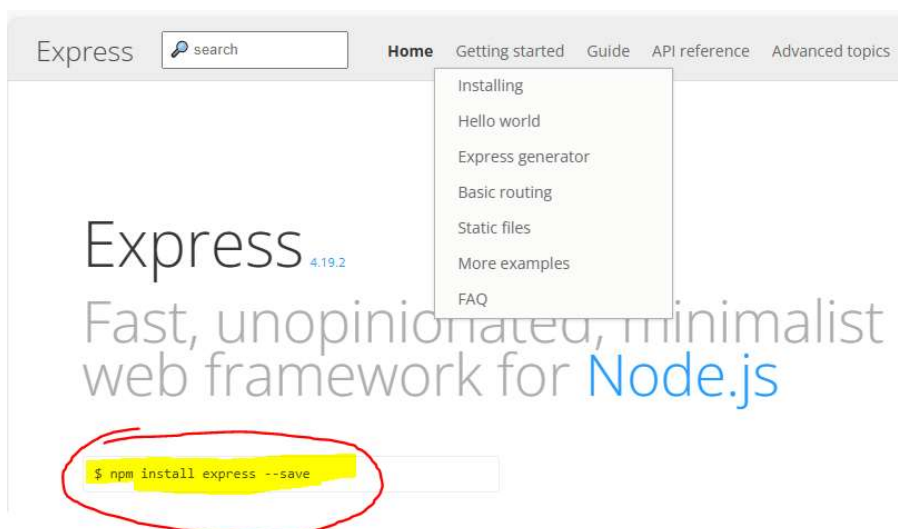 Express search Home Getting started Guide API reference Advanced topics
Installing
Hello world
Express generator
Basic routing
Static files
More examples
FAQ
Express 4.19.2
Fast, unopinionated, minimalist
web framework for Node.js
$ npm install express --save